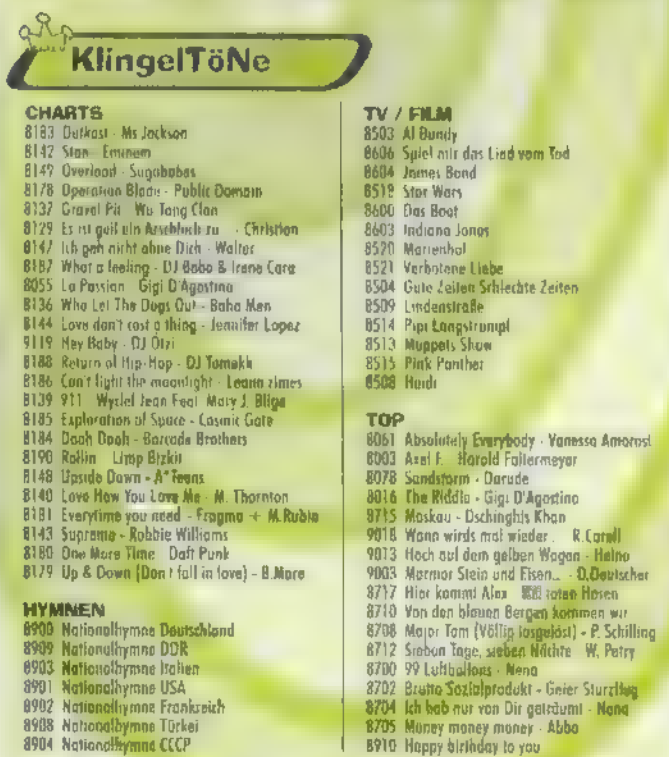 KlingelTöNe
CHARTS
8183 Outkast - Ms Jackson
8142 Stan - Eminem
8149 Overload - Sugababes
8178 Operation Blade - Public Domain
8137 Gravel Pit - Wu Tang Clan
8129 Es ist geil ein Arschloch zu - Christian
8147 Ich geh nicht ohne Dich - Walter
8187 What a feeling - DJ Bobo & Irene Cara
8055 La Passion - Gigi D'Agostino
8136 Who Let The Dogs Out - Baha Men
8144 Love don't cost a thing - Jennifer Lopez
9119 Hey Baby - DJ Otzi
8188 Return of Hip-Hop - DJ Tomekk
8186 Can't fight the moonlight - Leann rimes
8139 911 - Wyclef Jean Feat. Mary J. Blige
8185 Exploration of Space - Cosmic Gate
8184 Dooh Dooh - Barcode Brothers
8190 Rollin - Limp Bizkit
8148 Upside Down - A*Teens
8140 Love How You Love Me - M. Thornton
8181 Everytime you need - Fragma + M.Rubia
8143 Supreme - Robbie Williams
8180 One More Time - Daft Punk
8179 Up & Down (Don't fall in love) - B.More
HYMNEN
8900 Nationalhymne Deutschland
8909 Nationalhymne DDR
8903 Nationalhymne Italien
8901 Nationalhymne USA
8902 Nationalhymne Frankreich
8908 Nationalhymne Türkei
8904 Nationalhymne CCCP
TV / FILM
8503 Al Bundy
8606 Spiel mir das Lied vom Tod
8604 James Bond
8518 Star Wars
8600 Das Boot
8603 Indiana Jones
8520 Marienhof
8521 Verbotene Liebe
8504 Gute Zeiten Schlechte Zeiten
8509 Lindenstraße
8514 Pipi Langstrumpf
8513 Muppets Show
8515 Pink Panther
8508 Heidi
TOP
8061 Absolutely Everybody - Vanessa Amorosi
8003 Axel F. - Harold Faltermeyer
8078 Sandstorm - Darude
8016 The Riddle - Gigi D'Agostino
8715 Moskau - Dschinghis Khan
9018 Wann wirds mal wieder. R.Carell
9013 Hoch auf dem gelben Wagen - Heino
9003 Marmor Stein und Eisen... - D.Deutscher
8717 Hier kommt Alex - roten Hosen
8710 Von den blauen Bergen kommen wir
8708 Major Tom (Völlig losgelöst) - P. Schilling
8712 Sieben Tage, sieben Nächte - W. Petry
8700 99 Luftballons - Nena
8702 Brutto Sozialprodukt - Geier Sturzflug
8704 Ich hab nur von Dir geträumt - Nena
8705 Money money money - Abba
8910 Happy birthday to you